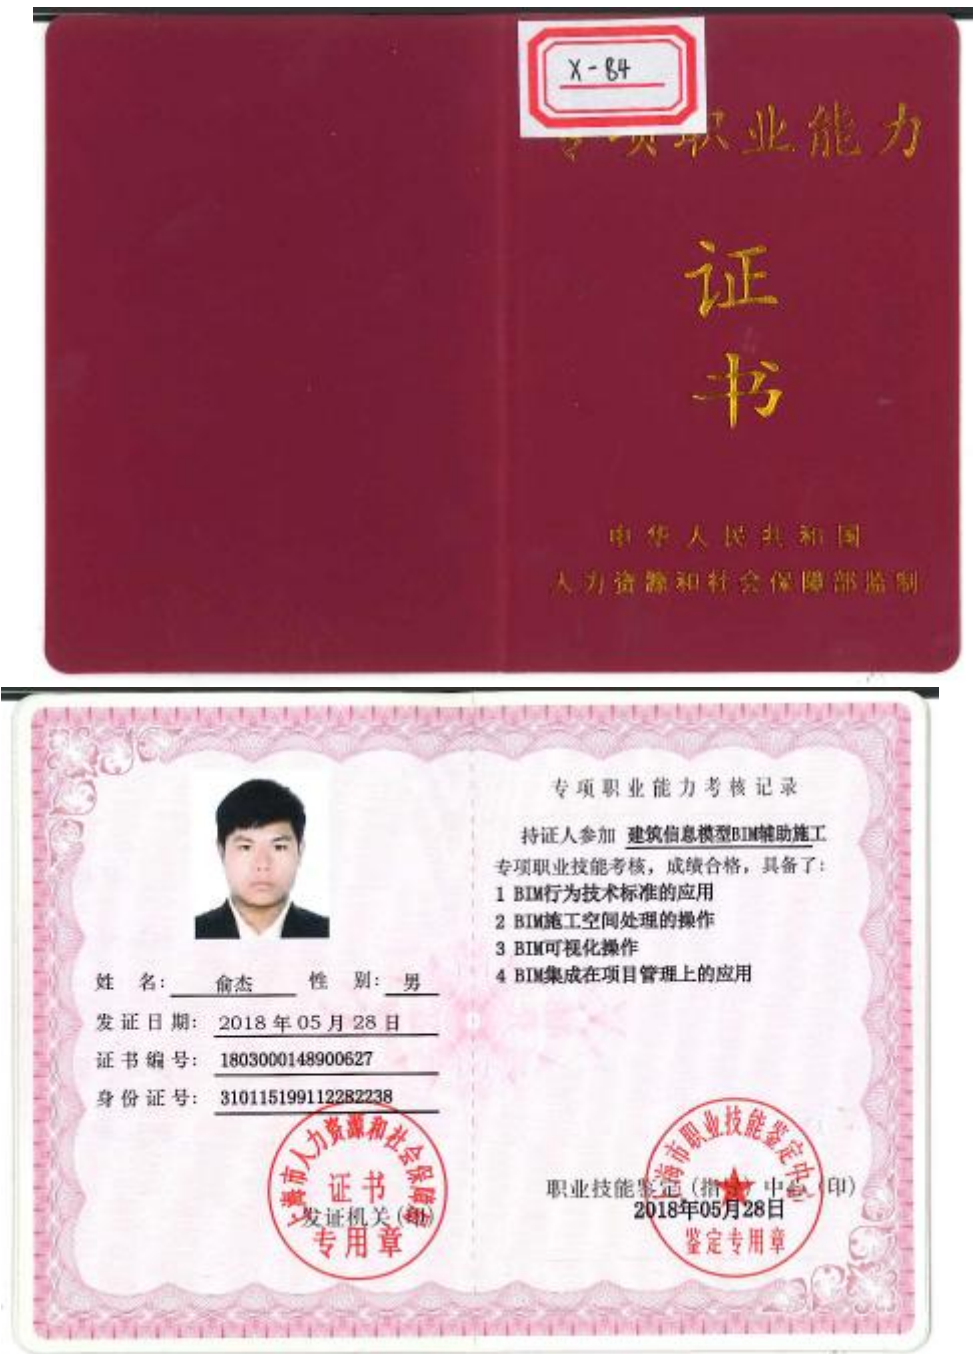 X-84
专项职业能力
证
书
中华人民共和国
人力资源和社会保障部监制
专项职业能力考核记录
持证人参加 建筑信息模型BIM辅助施工
专项职业技能考核，成绩合格，具备了：
1 BIM行为技术标准的应用
2 BIM施工空间处理的操作
3 BIM可视化操作
4 BIM集成在项目管理上的应用
姓 名： 俞杰 性 别： 男
发证日期： 2018 年 05 月 28 日
证书编号： 1803000148900627
身份证号： 310115199112282238
上海市人力资源和社会保障局
证书
发证机关（印）
专用章
上海市职业技能鉴定中心
职业技能鉴定（指导）中心（印）
2018年05月28日
鉴定专用章